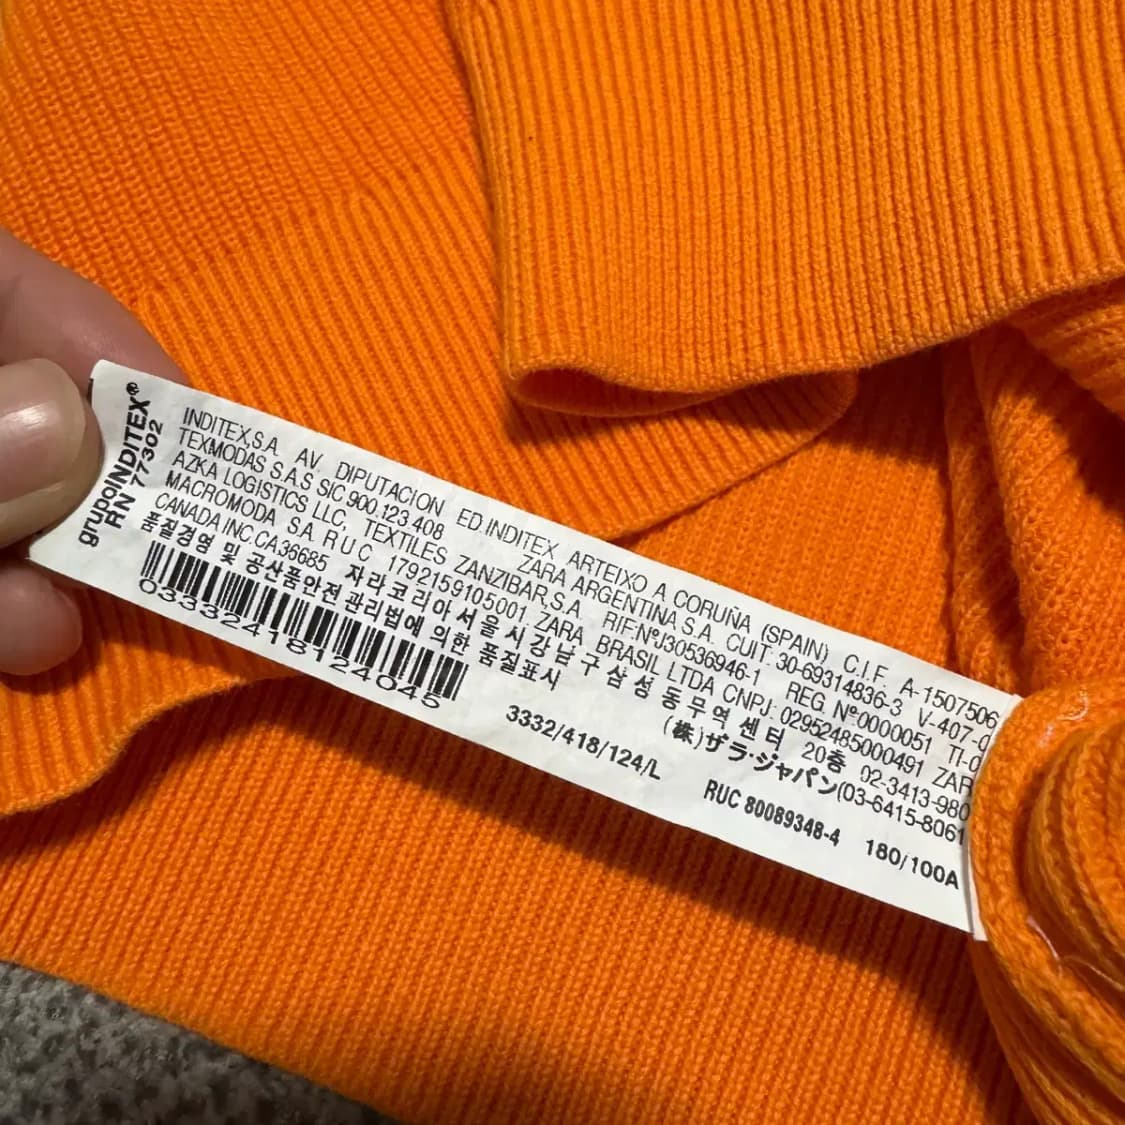 grupoINDITEX®
RN 77302
INDITEX,S.A. AV. DIPUTACION ED.INDITEX ARTEIXO A CORUÑA (SPAIN) C.I.F. A-1507506
TEXMODAS S.A.S SIC 900.123.408 ZARA ARGENTINA S.A. CUIT: 30-69314836-3 V-407-0
AZKA LOGISTICS LLC, TEXTILES ZANZIBAR,S.A. RIF:NºJ30536946-1 REG. Nº:0000051 TI-0
MACROMODA S.A. R U C 1792159105001. ZARA BRASIL LTDA CNPJ: 02952485000491 ZAR
CANADA INC.CA36685 자라코리아서울시강남구삼성동무역센터 20층 02-3413-980
품질경영 및 공산품안전 관리법에 의한 품질표시 (株)ザラ·ジャパン(03-6415-8061
03332418124045
3332/418/124/L RUC 80089348-4 180/100A